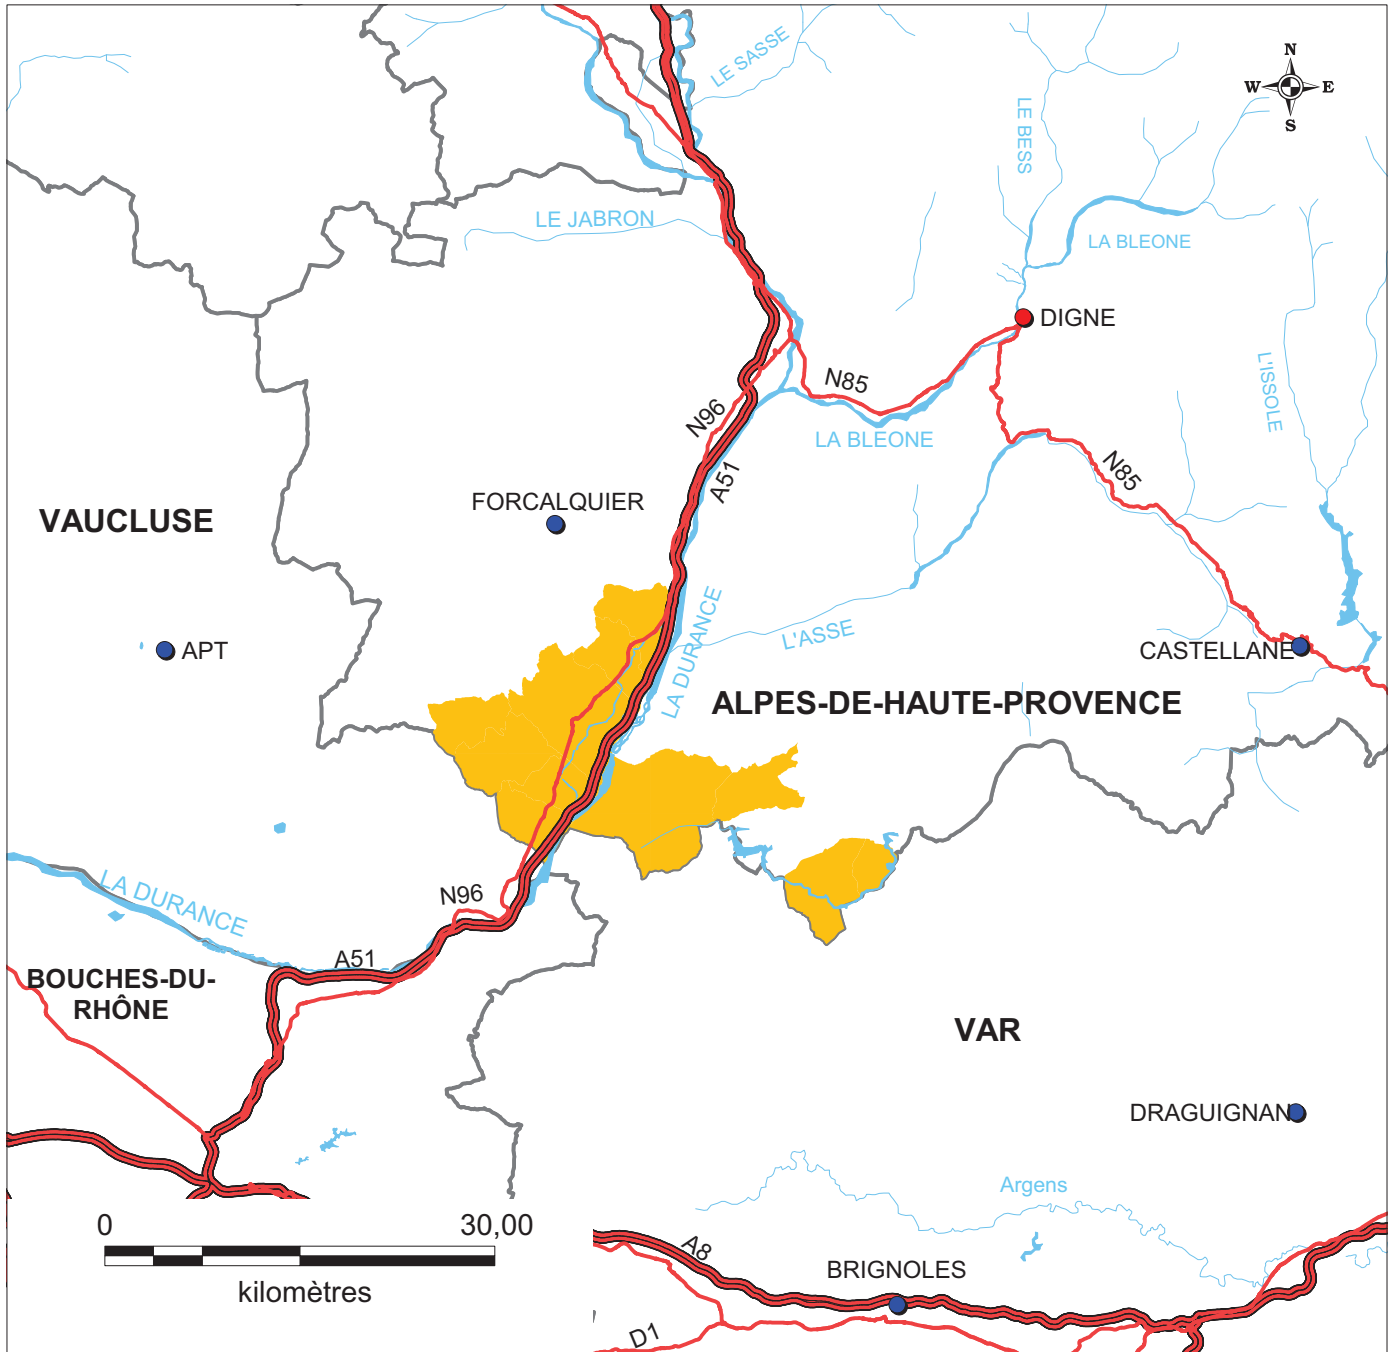 LE SASSE
N
W
E
S
LE BESS
LE JABRON
LA BLEONE
DIGNE
N85
L'ISSOLE
N96
LA BLEONE
A51
N85
FORCALQUIER
VAUCLUSE
LA DURANCE
L'ASSE
APT
CASTELLANE
ALPES-DE-HAUTE-PROVENCE
LA DURANCE
N96
A51
BOUCHES-DU-
RHÔNE
VAR
DRAGUIGNAN
Argens
0
30,00
kilomètres
A8
BRIGNOLES
D1